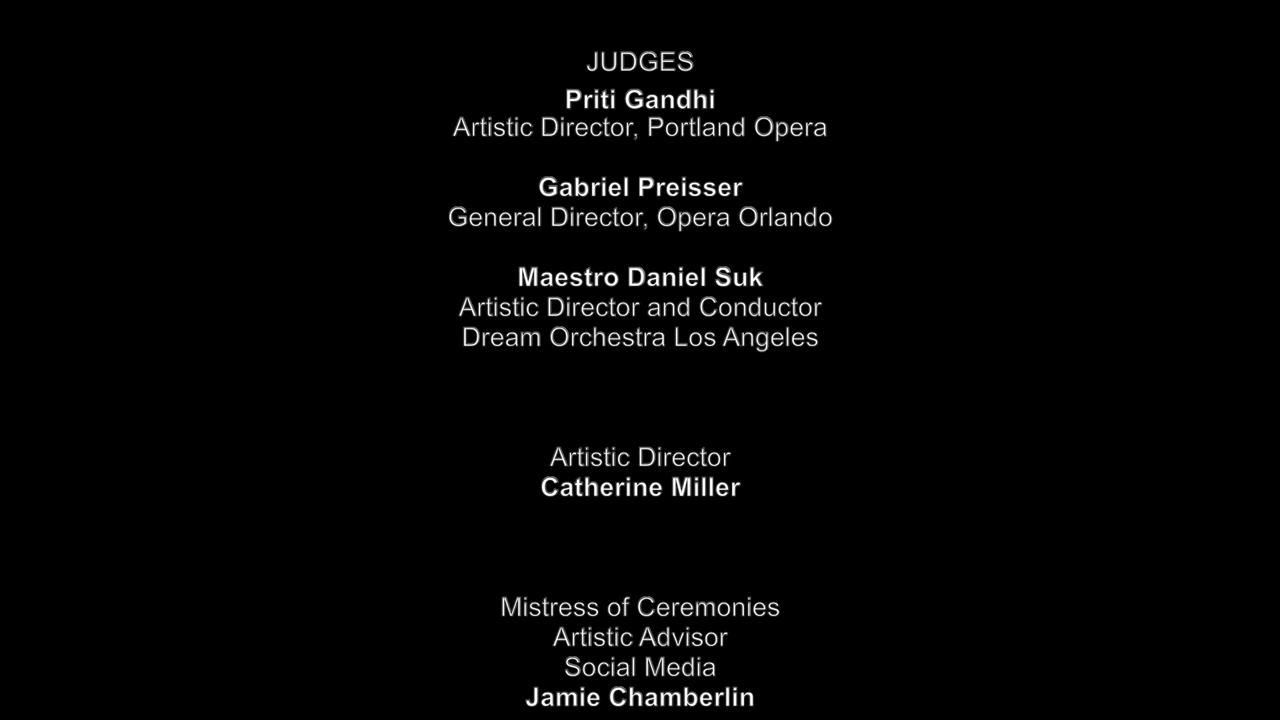 JUDGES
Priti Gandhi
Artistic Director, Portland Opera
Gabriel Preisser
General Director, Opera Orlando
Maestro Daniel Suk
Artistic Director and Conductor
Dream Orchestra Los Angeles
Artistic Director
Catherine Miller
Mistress of Ceremonies
Artistic Advisor
Social Media
Jamie Chamberlin